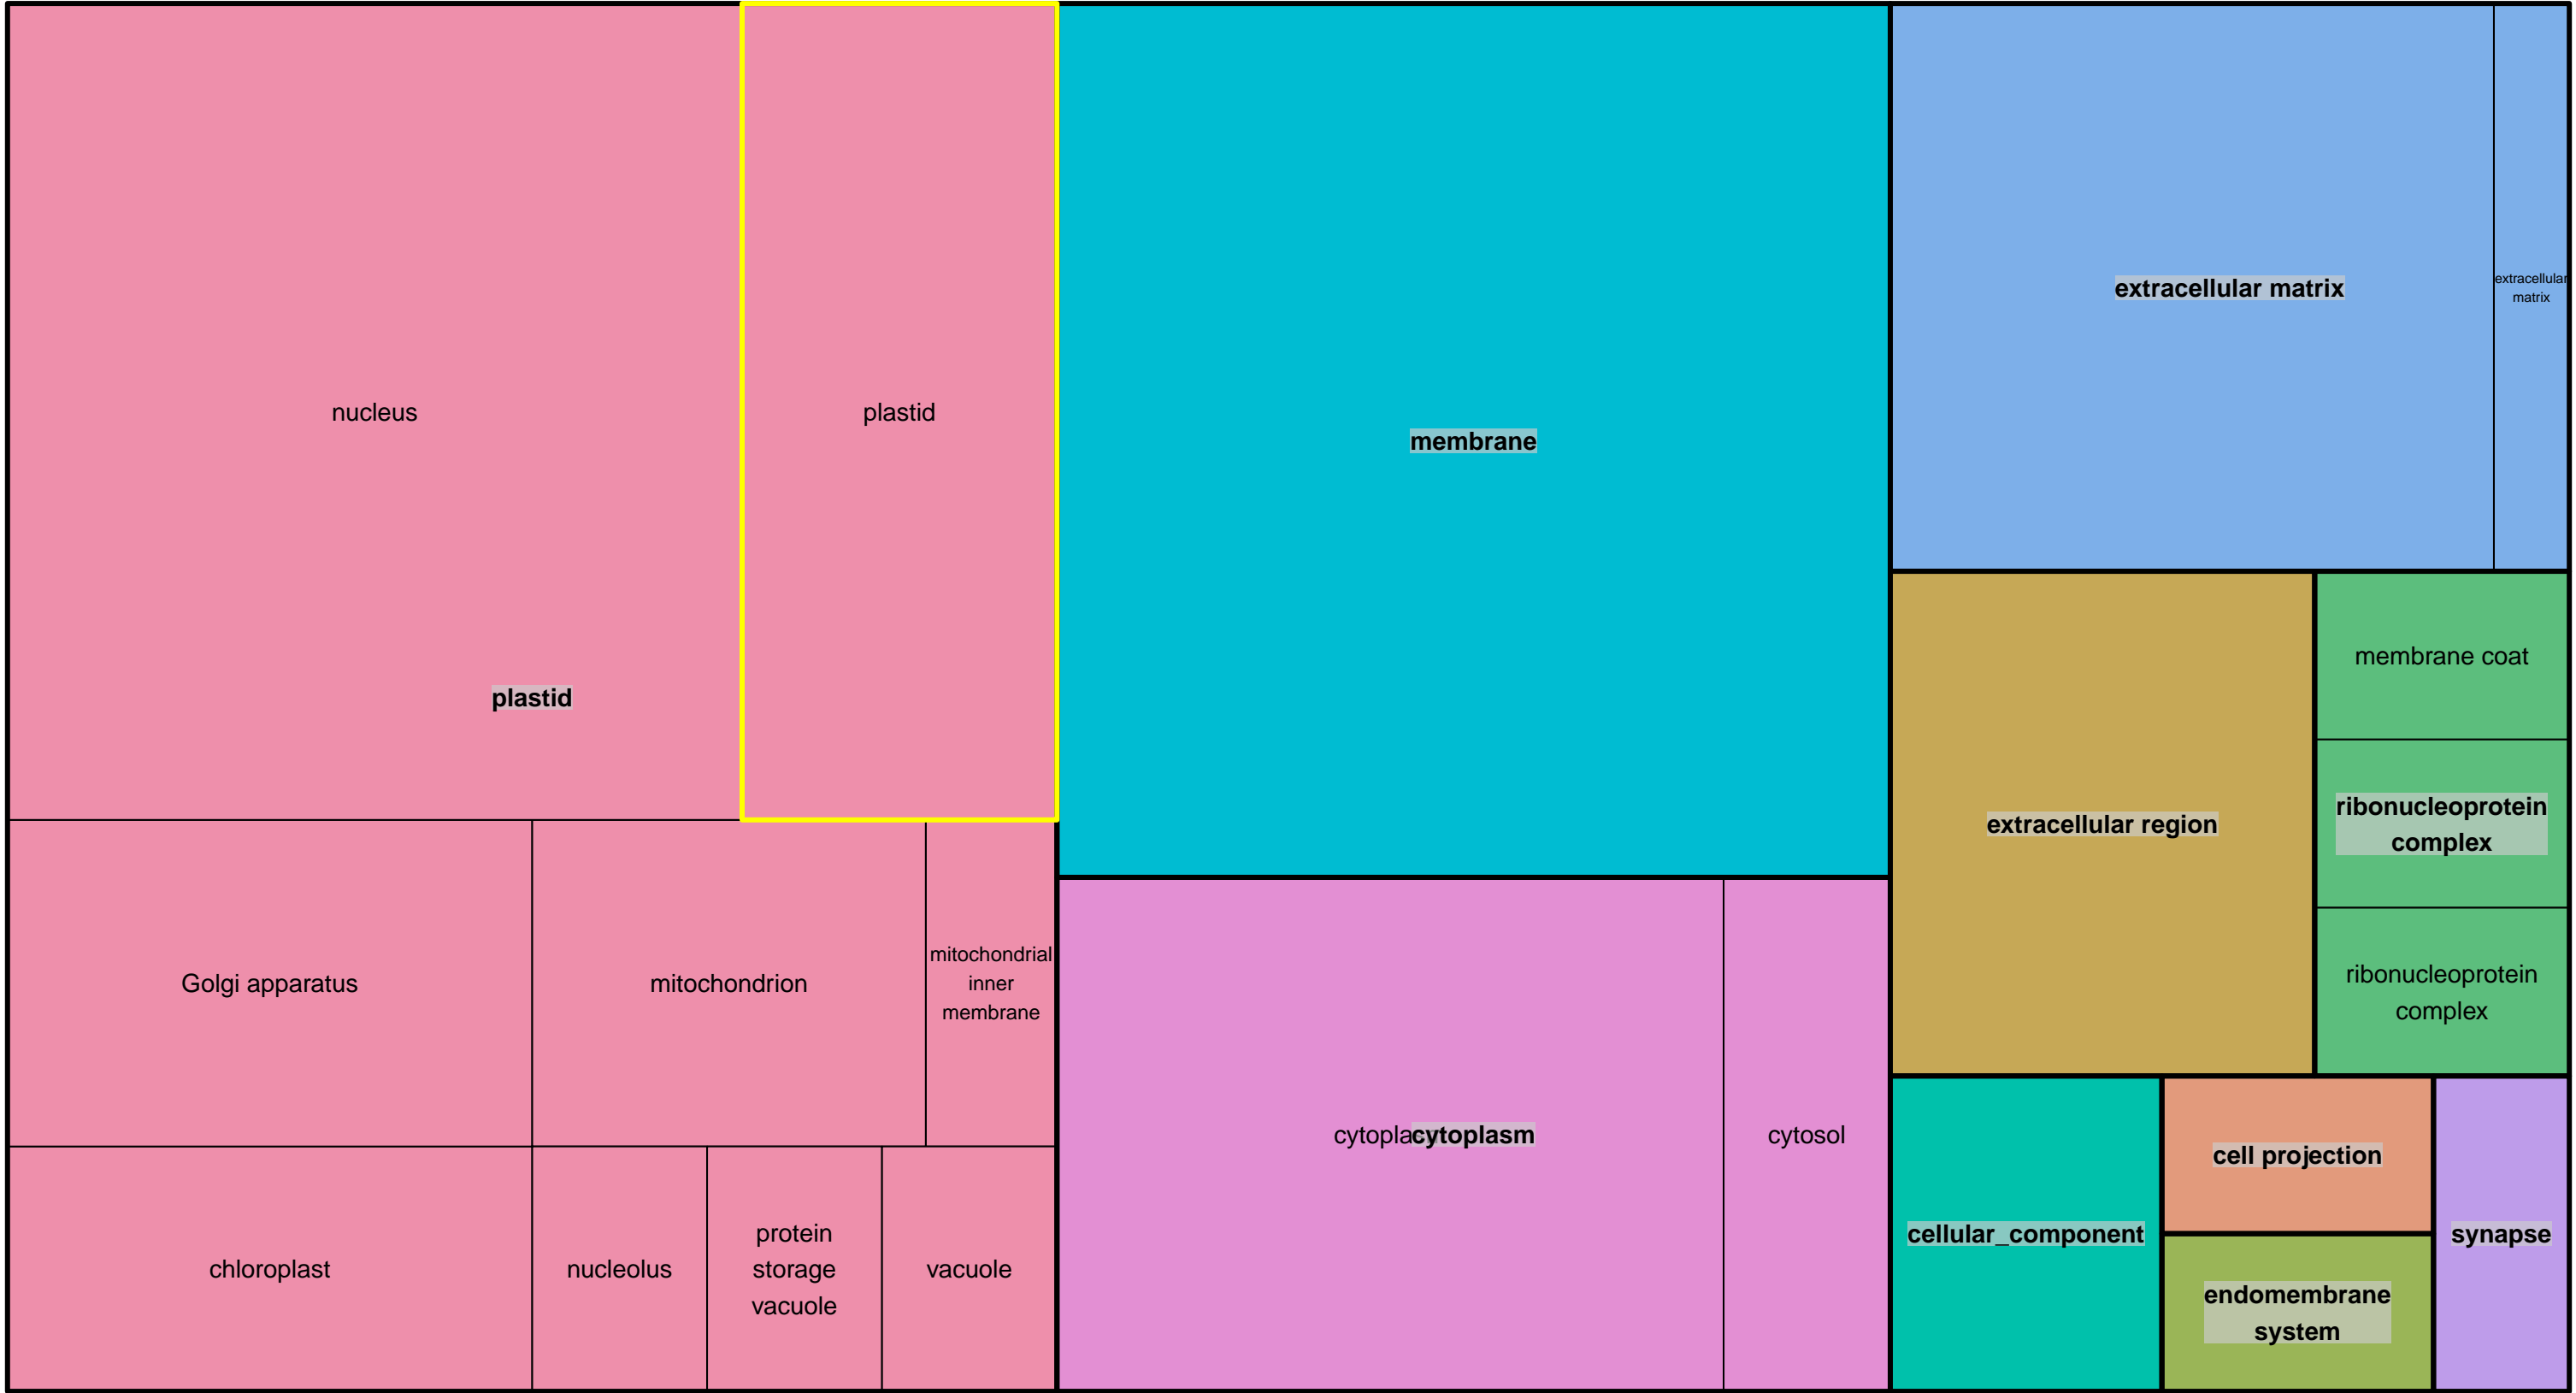 nucleus
plastid
plastid
Golgi apparatus
mitochondrion
mitochondrial
inner
membrane
chloroplast
nucleolus
protein
storage
vacuole
vacuole
membrane
cytoplasm
cytosol
extracellular matrix
extracellular
matrix
extracellular region
membrane coat
ribonucleoprotein
complex
ribonucleoprotein
complex
cellular_component
cell projection
endomembrane
system
synapse